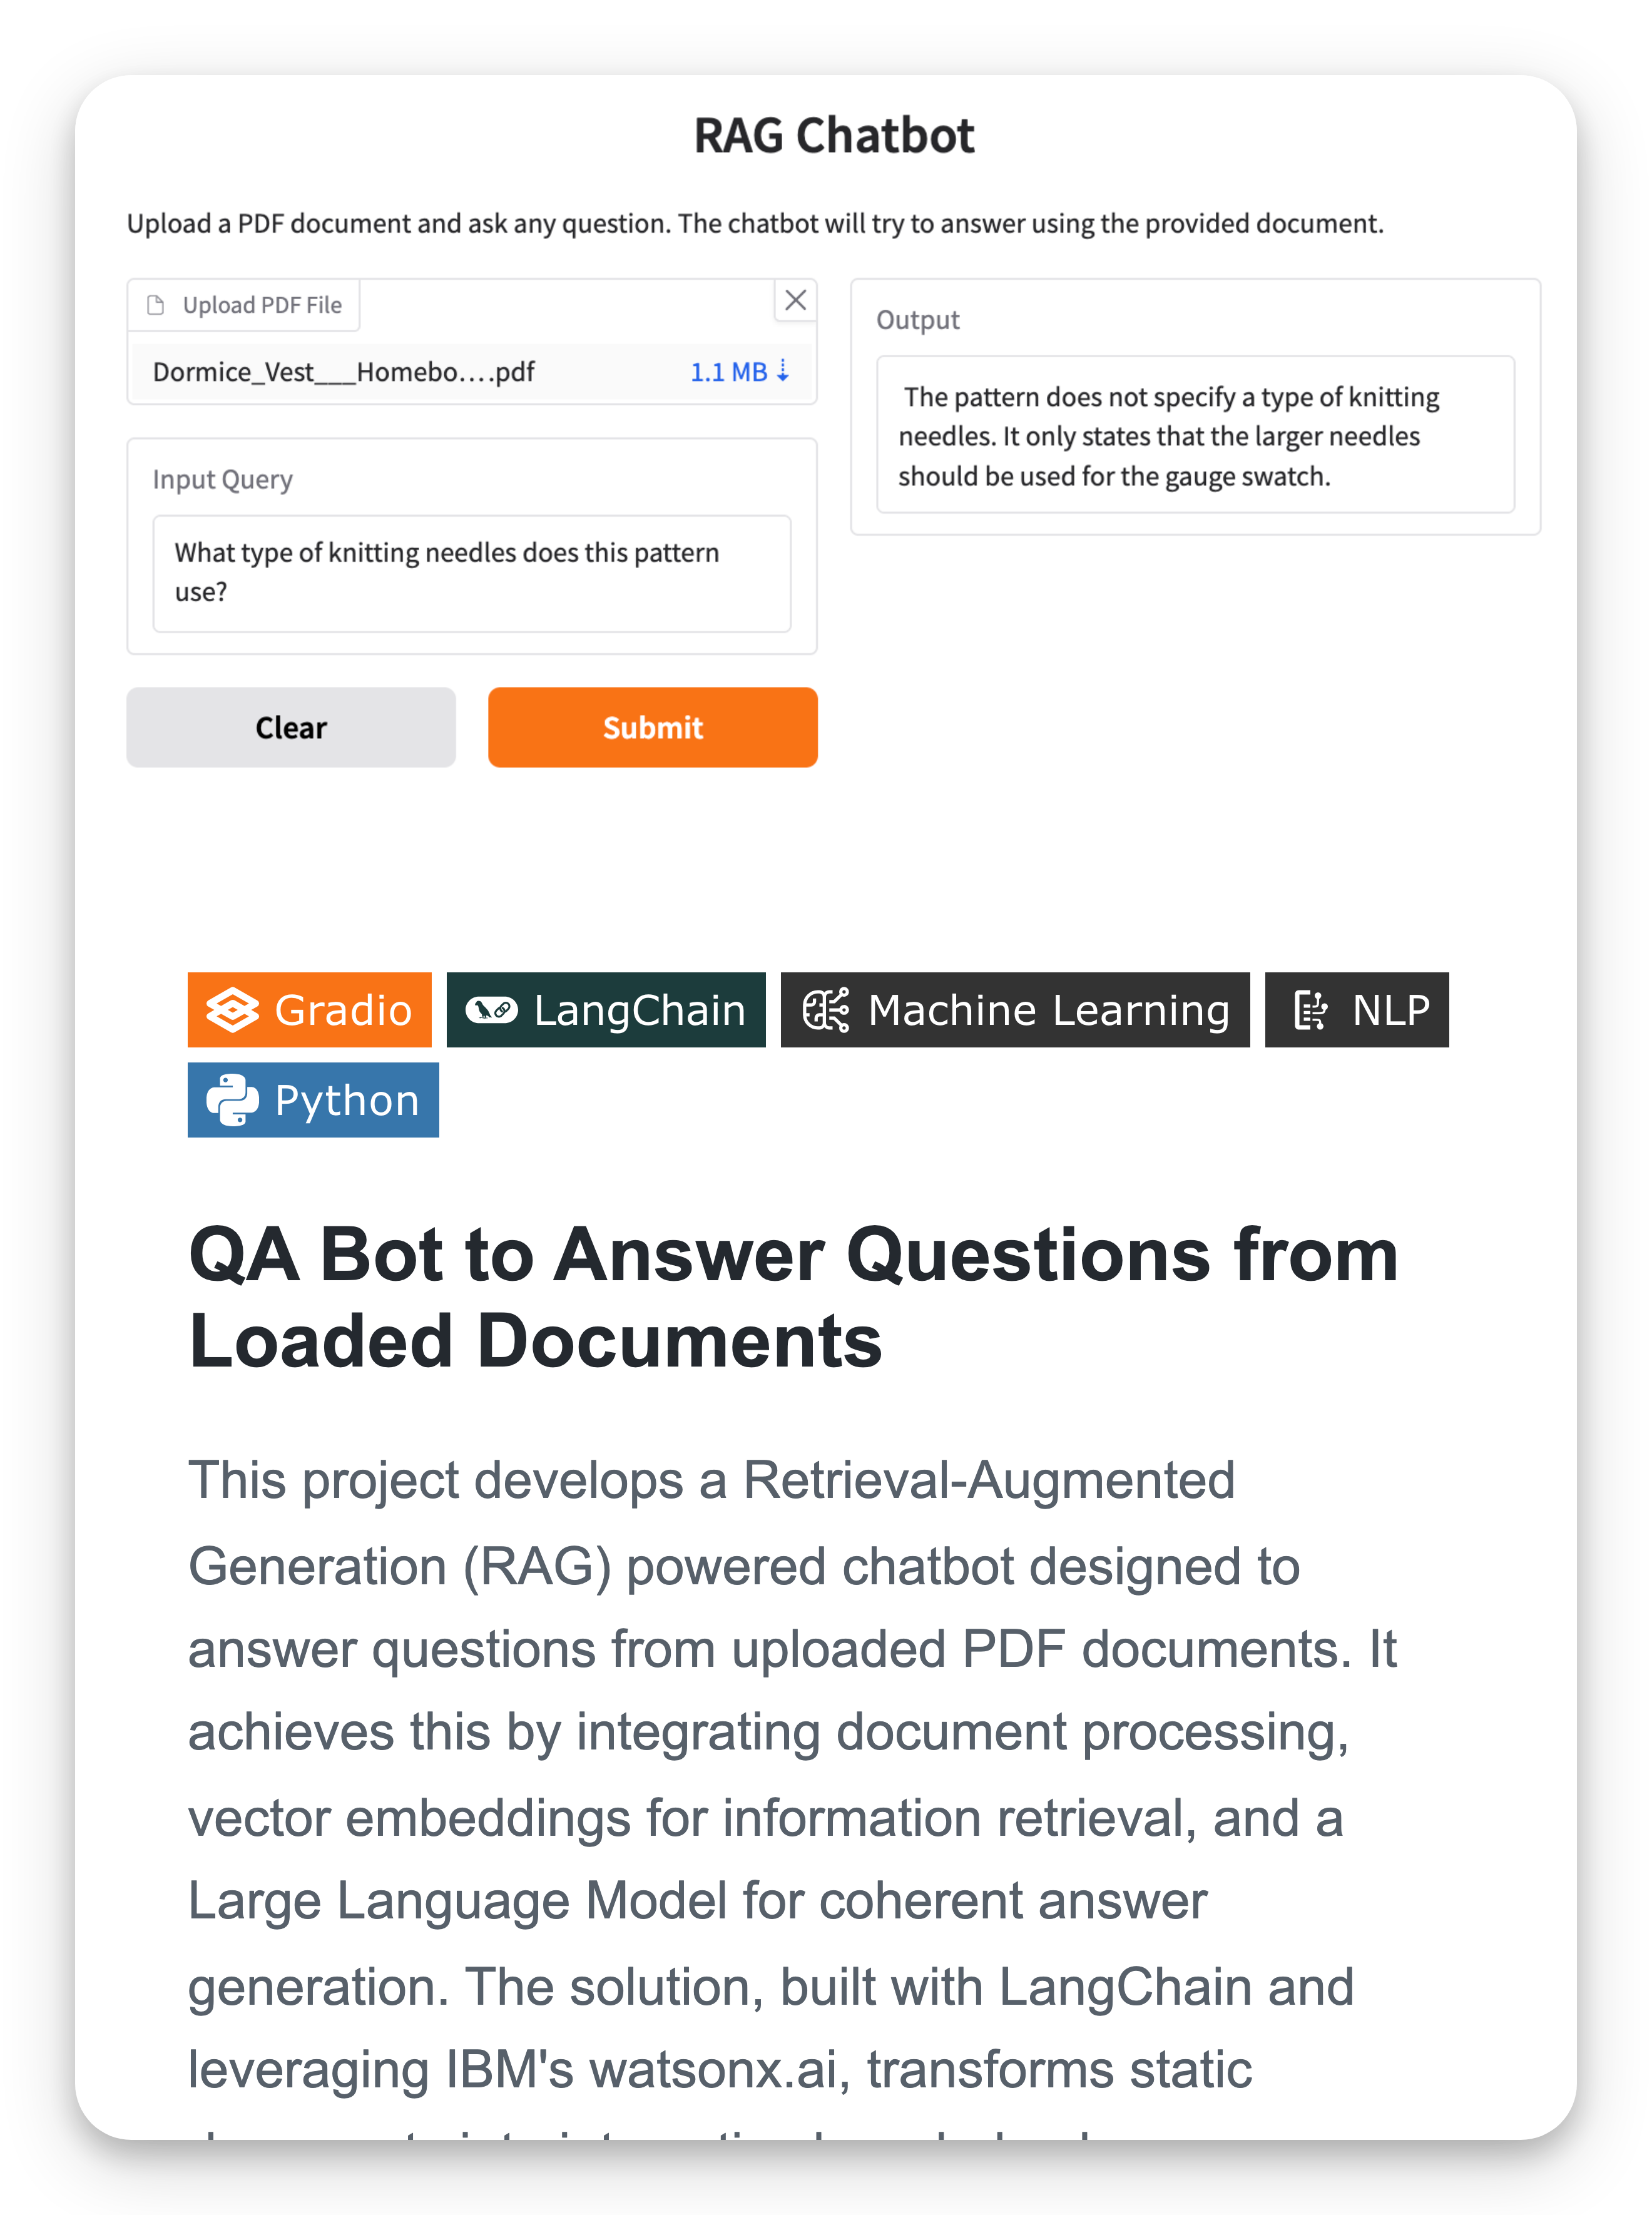 RAG Chatbot
Upload a PDF document and ask any question. The chatbot will try to answer using the provided document.
Upload PDF File
Dormice_Vest___Homebo....pdf 1.1 MB ⇣
Input Query
What type of knitting needles does this pattern
use?
Clear
Submit
Output
The pattern does not specify a type of knitting
needles. It only states that the larger needles
should be used for the gauge swatch.
Gradio
LangChain
Machine Learning
NLP
Python
QA Bot to Answer Questions from
Loaded Documents
This project develops a Retrieval-Augmented
Generation (RAG) powered chatbot designed to
answer questions from uploaded PDF documents. It
achieves this by integrating document processing,
vector embeddings for information retrieval, and a
Large Language Model for coherent answer
generation. The solution, built with LangChain and
leveraging IBM's watsonx.ai, transforms static